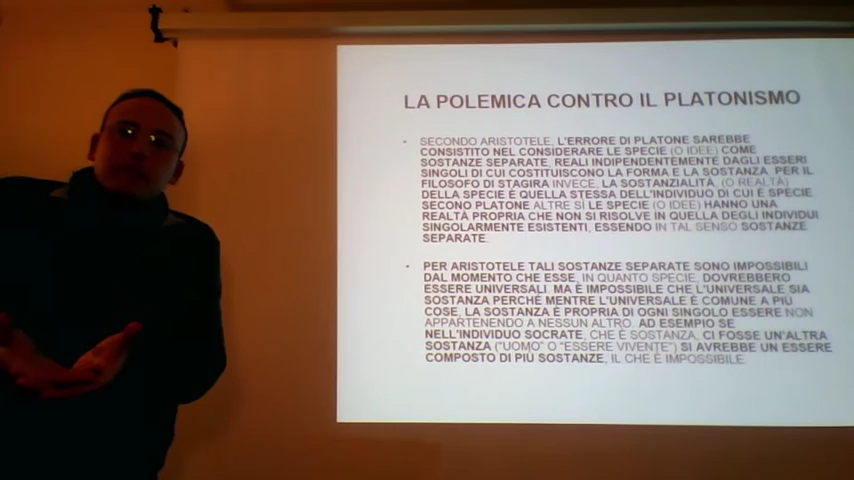 LA POLEMICA CONTRO IL PLATONISMO
• SECONDO ARISTOTELE, L'ERRORE DI PLATONE SAREBBE
CONSISTITO NEL CONSIDERARE LE SPECIE (O IDEE) COME
SOSTANZE SEPARATE, REALI INDIPENDENTEMENTE DAGLI ESSERI
SINGOLI DI CUI COSTITUISCONO LA FORMA E LA SOSTANZA. PER IL
FILOSOFO DI STAGIRA INVECE, LA SOSTANZIALITÀ, (O REALTÀ)
DELLA SPECIE È QUELLA STESSA DELL'INDIVIDUO DI CUI È SPECIE.
SECONO PLATONE ALTRE SÌ LE SPECIE (O IDEE) HANNO UNA
REALTÀ PROPRIA CHE NON SI RISOLVE IN QUELLA DEGLI INDIVIDUI
SINGOLARMENTE ESISTENTI, ESSENDO IN TAL SENSO SOSTANZE
SEPARATE.
• PER ARISTOTELE TALI SOSTANZE SEPARATE SONO IMPOSSIBILI
DAL MOMENTO CHE ESSE, IN QUANTO SPECIE, DOVREBBERO
ESSERE UNIVERSALI, MA È IMPOSSIBILE CHE L'UNIVERSALE SIA
SOSTANZA PERCHÉ MENTRE L'UNIVERSALE È COMUNE A PIÙ
COSE, LA SOSTANZA È PROPRIA DI OGNI SINGOLO ESSERE NON
APPARTENENDO A NESSUN ALTRO. AD ESEMPIO SE
NELL'INDIVIDUO SOCRATE, CHE È SOSTANZA, CI FOSSE UN'ALTRA
SOSTANZA ("UOMO" O "ESSERE VIVENTE") SI AVREBBE UN ESSERE
COMPOSTO DI PIÙ SOSTANZE, IL CHE È IMPOSSIBILE.